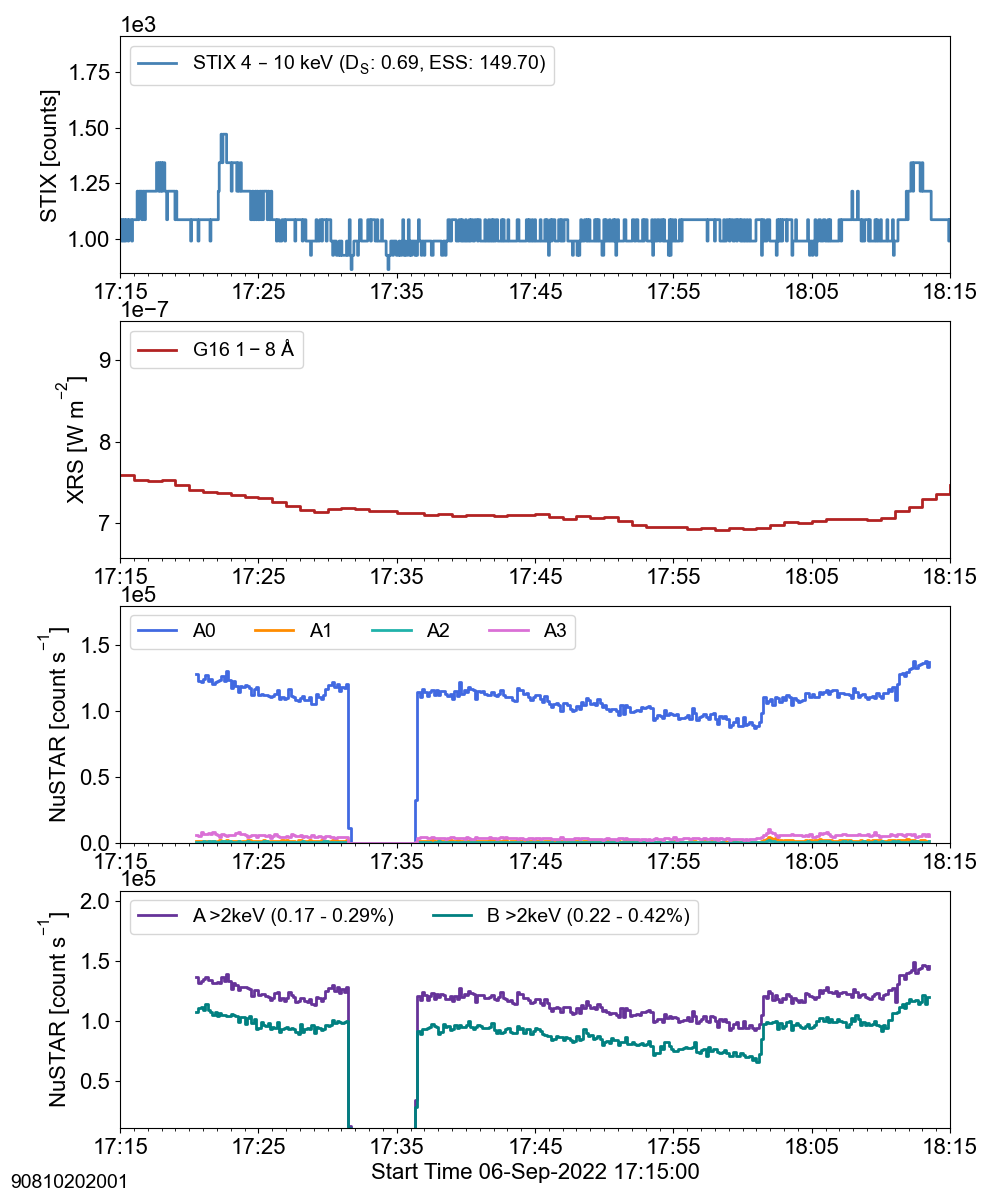 1e3
STIX [counts]
STIX 4 – 10 keV (D_S: 0.69, ESS: 149.70)
1.75
1.50
1.25
1.00
17:15 17:25 17:35 17:45 17:55 18:05 18:15
1e−7
XRS [W m⁻²]
G16 1 – 8 Å
9
8
7
17:15 17:25 17:35 17:45 17:55 18:05 18:15
1e5
NuSTAR [count s⁻¹]
A0 A1 A2 A3
1.5
1.0
0.5
0.0
17:15 17:25 17:35 17:45 17:55 18:05 18:15
1e5
NuSTAR [count s⁻¹]
A >2keV (0.17 - 0.29%) B >2keV (0.22 - 0.42%)
2.0
1.5
1.0
0.5
17:15 17:25 17:35 17:45 17:55 18:05 18:15
Start Time 06-Sep-2022 17:15:00
90810202001